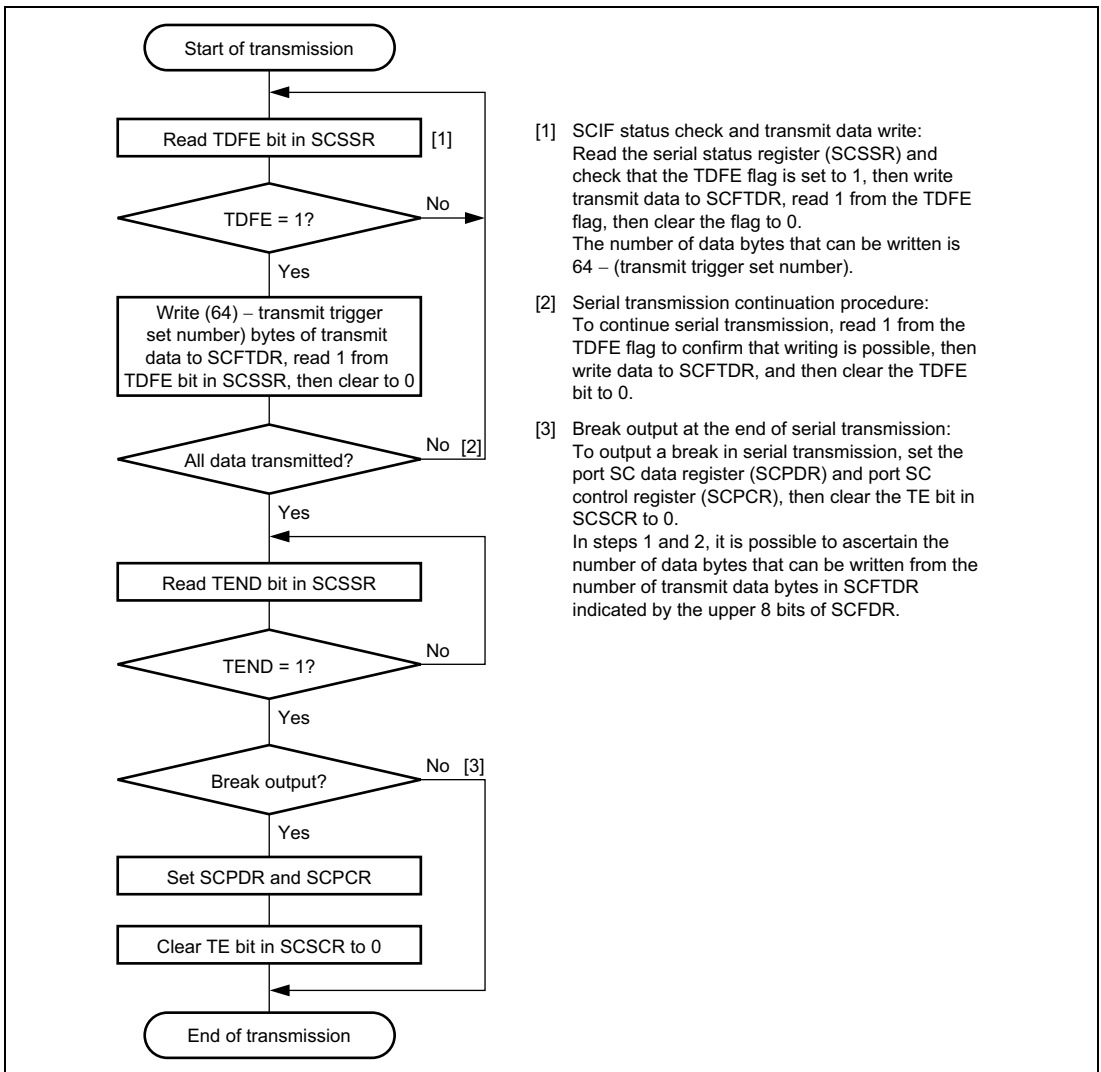 Start of transmission
Read TDFE bit in SCSSR
[1]
TDFE = 1?
No
Yes
Write (64) – transmit trigger
set number) bytes of transmit
data to SCFTDR, read 1 from
TDFE bit in SCSSR, then clear to 0
All data transmitted?
No [2]
Yes
Read TEND bit in SCSSR
TEND = 1?
No
Yes
Break output?
No [3]
Yes
Set SCPDR and SCPCR
Clear TE bit in SCSCR to 0
End of transmission
[1] SCIF status check and transmit data write:
Read the serial status register (SCSSR) and
check that the TDFE flag is set to 1, then write
transmit data to SCFTDR, read 1 from the TDFE
flag, then clear the flag to 0.
The number of data bytes that can be written is
64 – (transmit trigger set number).
[2] Serial transmission continuation procedure:
To continue serial transmission, read 1 from the
TDFE flag to confirm that writing is possible, then
write data to SCFTDR, and then clear the TDFE
bit to 0.
[3] Break output at the end of serial transmission:
To output a break in serial transmission, set the
port SC data register (SCPDR) and port SC
control register (SCPCR), then clear the TE bit in
SCSCR to 0.
In steps 1 and 2, it is possible to ascertain the
number of data bytes that can be written from the
number of transmit data bytes in SCFTDR
indicated by the upper 8 bits of SCFDR.